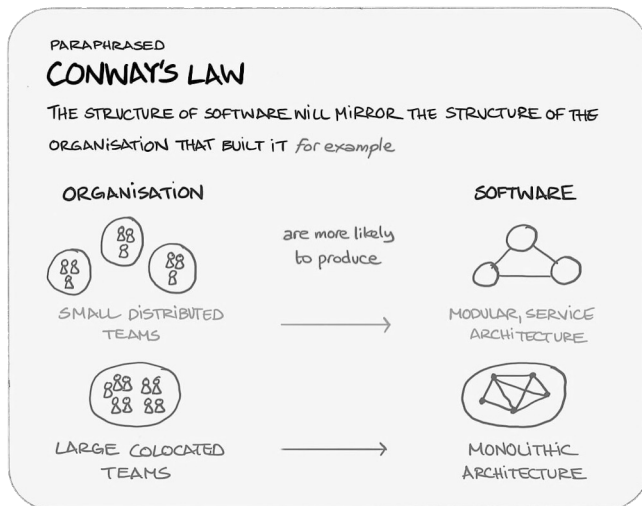 PARAPHRASED
CONWAY'S LAW
THE STRUCTURE OF SOFTWARE WILL MIRROR THE STRUCTURE OF THE
ORGANISATION THAT BUILT IT for example
ORGANISATION
SOFTWARE
are more likely
to produce
SMALL DISTRIBUTED
TEAMS
MODULAR, SERVICE
ARCHITECTURE
LARGE COLOCATED
TEAMS
MONOLITHIC
ARCHITECTURE